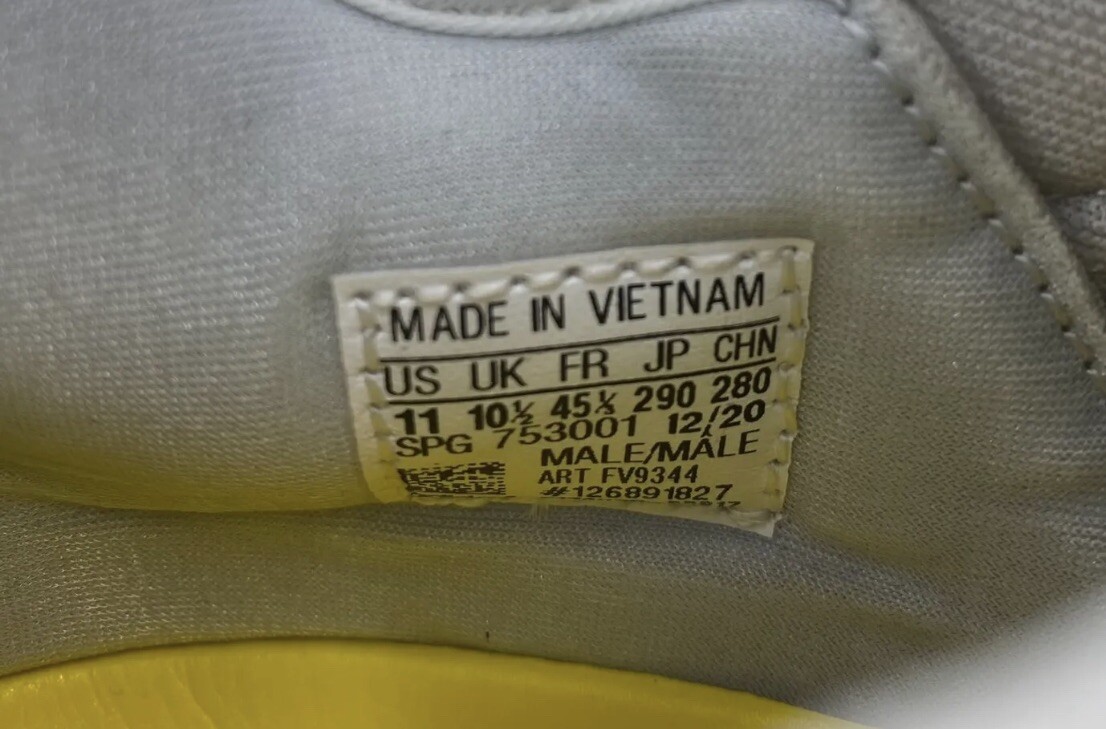 MADE IN VIETNAM
US UK FR JP CHN
11 10½ 45⅓ 290 280
SPG 753001 12/20
MALE/MÂLE
ART FV9344
#126891827